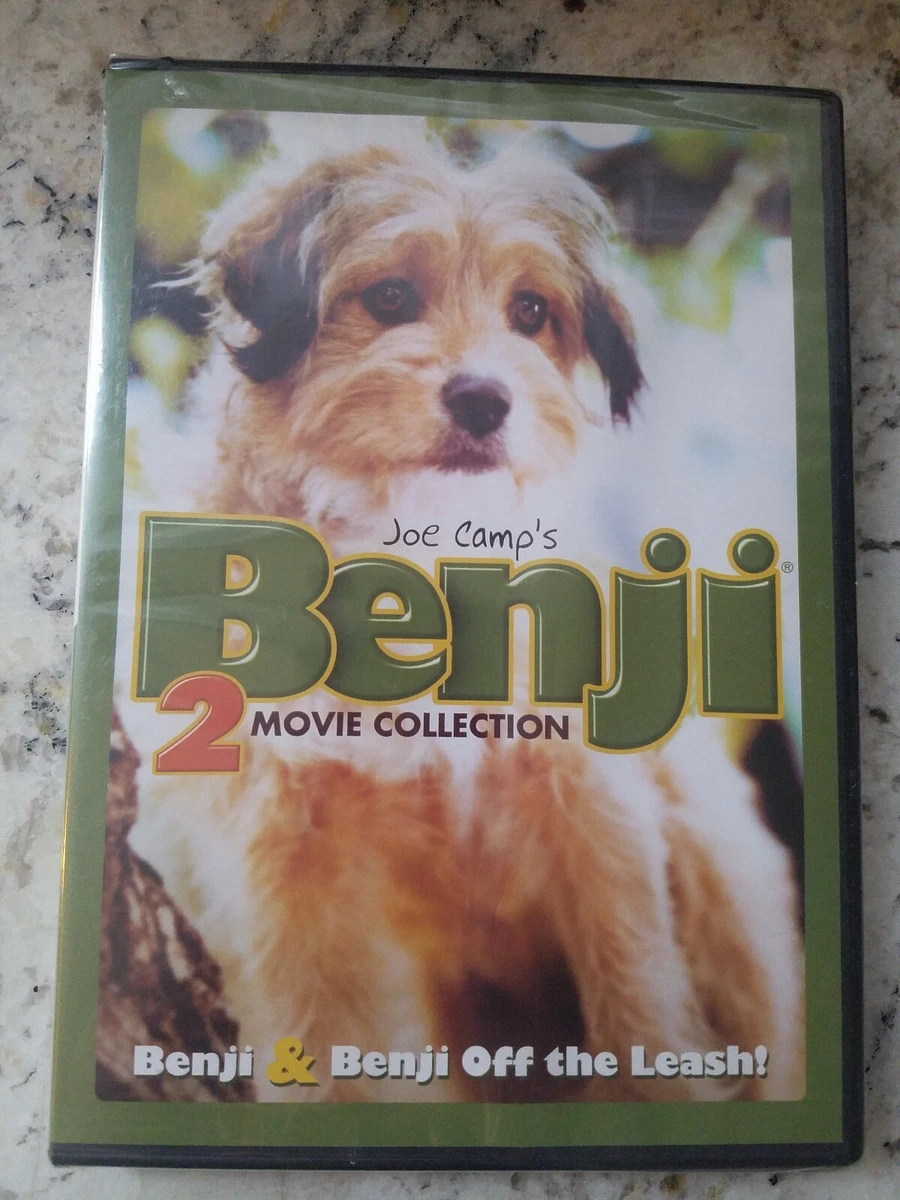 Joe Camp's
Benji®
2 MOVIE COLLECTION
Benji & Benji Off the Leash!